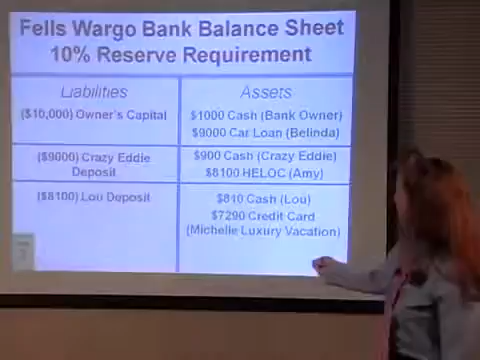 Fells Wargo Bank Balance Sheet
10% Reserve Requirement
Liabilities
Assets
($10,000) Owner's Capital
$1000 Cash (Bank Owner)
$9000 Car Loan (Belinda)
($9000) Crazy Eddie
Deposit
$900 Cash (Crazy Eddie)
$8100 HELOC (Amy)
($8100) Lou Deposit
$810 Cash (Lou)
$7290 Credit Card
(Michelle Luxury Vacation)